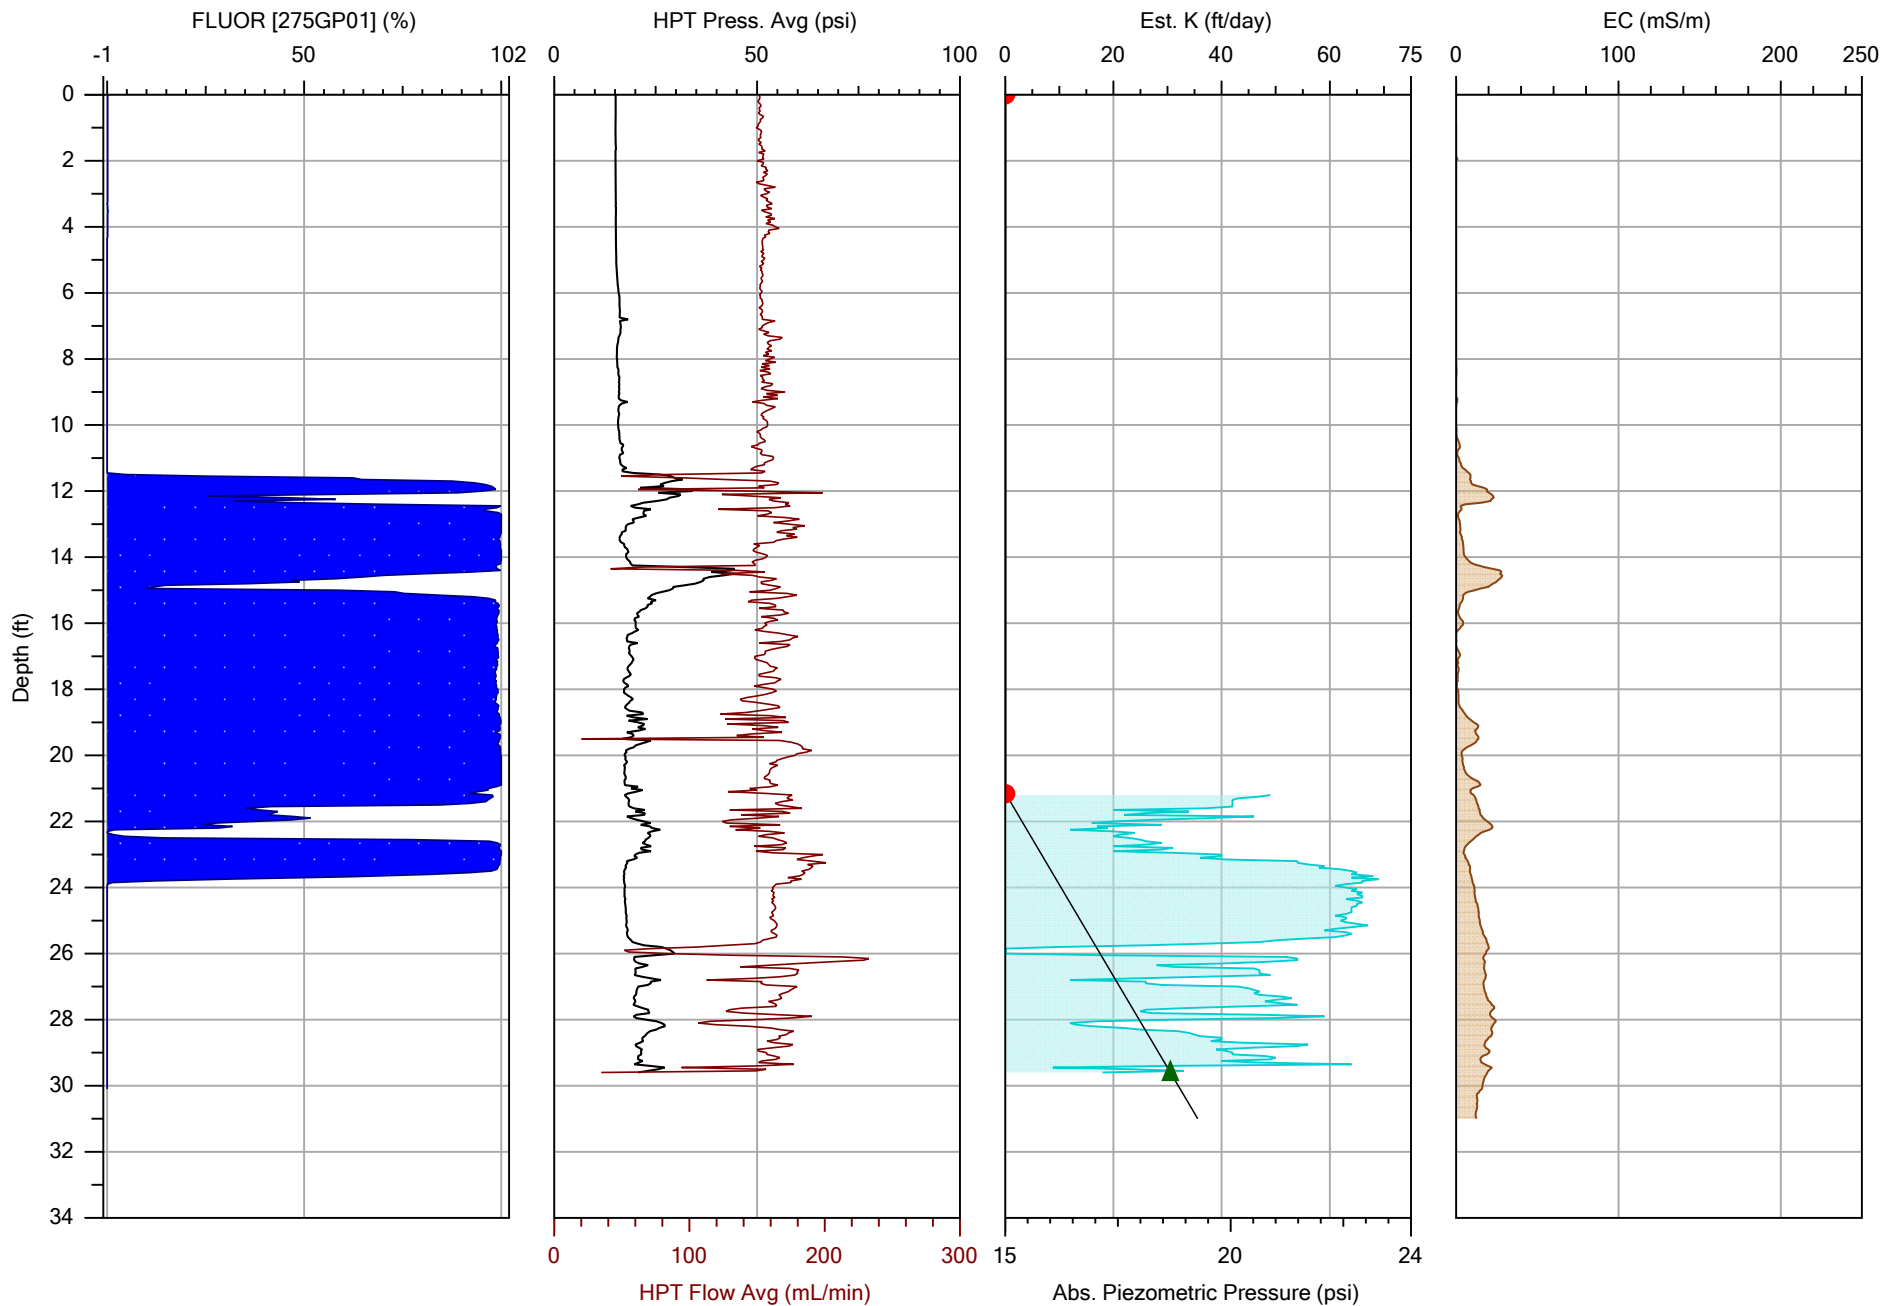 FLUOR [275GP01] (%)
HPT Press. Avg (psi)
Est. K (ft/day)
EC (mS/m)
-1 50 102
0 50 100
0 20 40 60 75
0 100 200 250
Depth (ft)
0
2
4
6
8
10
12
14
16
18
20
22
24
26
28
30
32
34
0 100 200 300
15 20 24
HPT Flow Avg (mL/min)
Abs. Piezometric Pressure (psi)